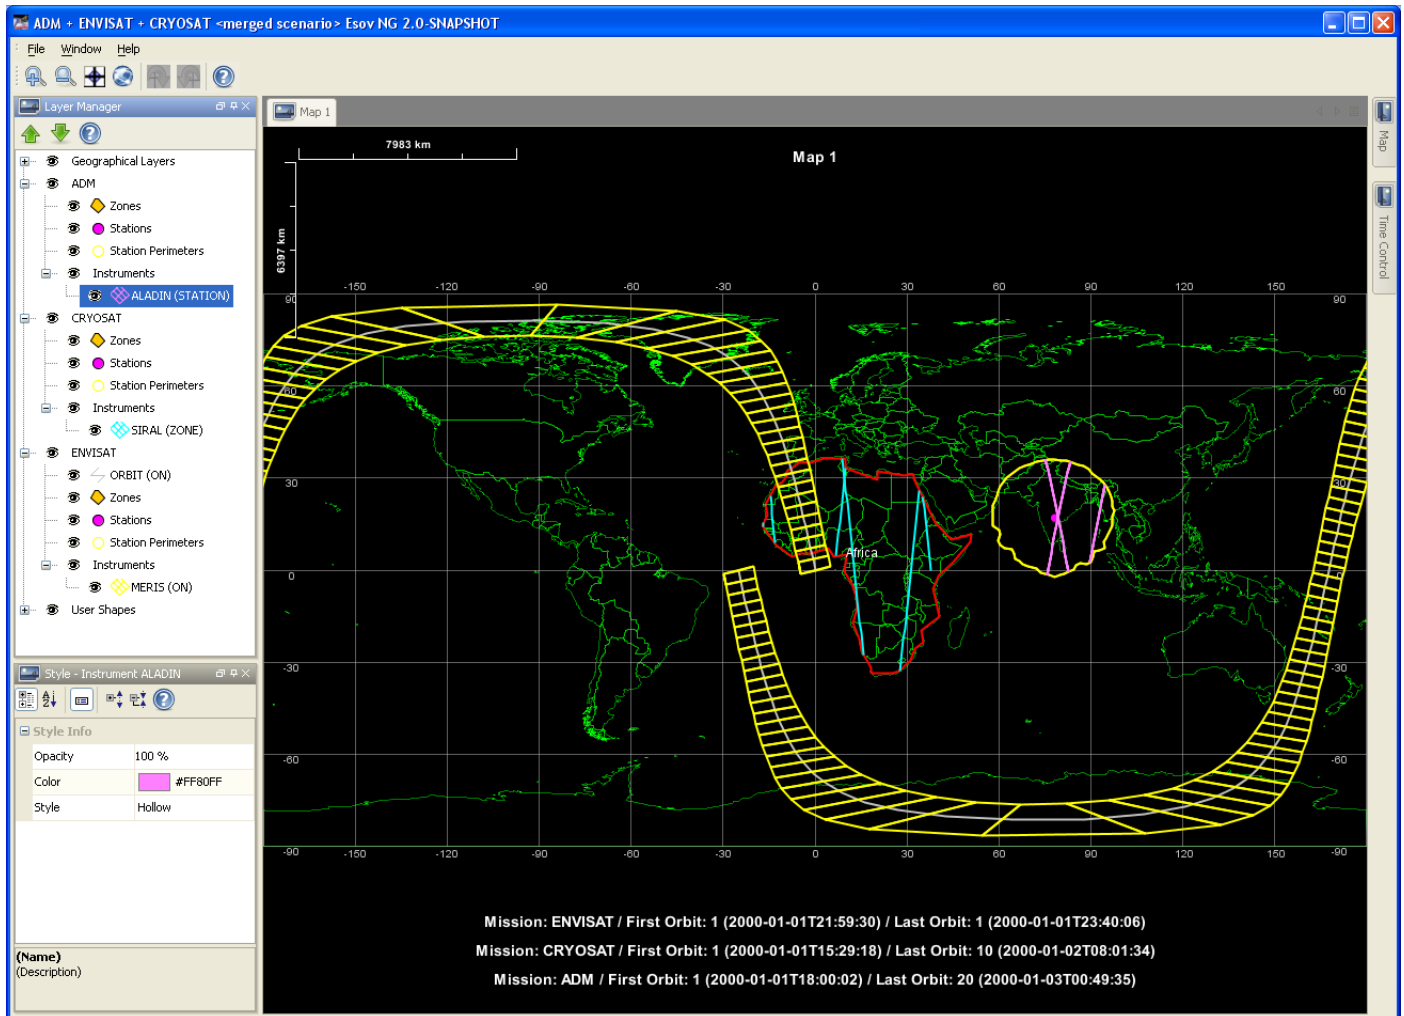 ADM + ENVISAT + CRYOSAT <merged scenario> Esov NG 2.0-SNAPSHOT
File Window Help
Layer Manager
Geographical Layers
ADM
Zones
Stations
Station Perimeters
Instruments
ALADIN (STATION)
CRYOSAT
Zones
Stations
Station Perimeters
Instruments
SIRAL (ZONE)
ENVISAT
ORBIT (ON)
Zones
Stations
Station Perimeters
Instruments
MERIS (ON)
User Shapes
Style - Instrument ALADIN
Style Info
Opacity 100 %
Color #FF80FF
Style Hollow
(Name)
(Description)
Map 1
7983 km
Map 1
6397 km
90 -150 -120 -90 -60 -30 0 30 60 90 120 150 90
60 60
30 30
Africa
0 0
-30 -30
-60 -60
-90 -150 -120 -90 -60 -30 0 30 60 90 120 150 -90
Mission: ENVISAT / First Orbit: 1 (2000-01-01T21:59:30) / Last Orbit: 1 (2000-01-01T23:40:06)
Mission: CRYOSAT / First Orbit: 1 (2000-01-01T15:29:18) / Last Orbit: 10 (2000-01-02T08:01:34)
Mission: ADM / First Orbit: 1 (2000-01-01T18:00:02) / Last Orbit: 20 (2000-01-03T00:49:35)
Map
Time Control